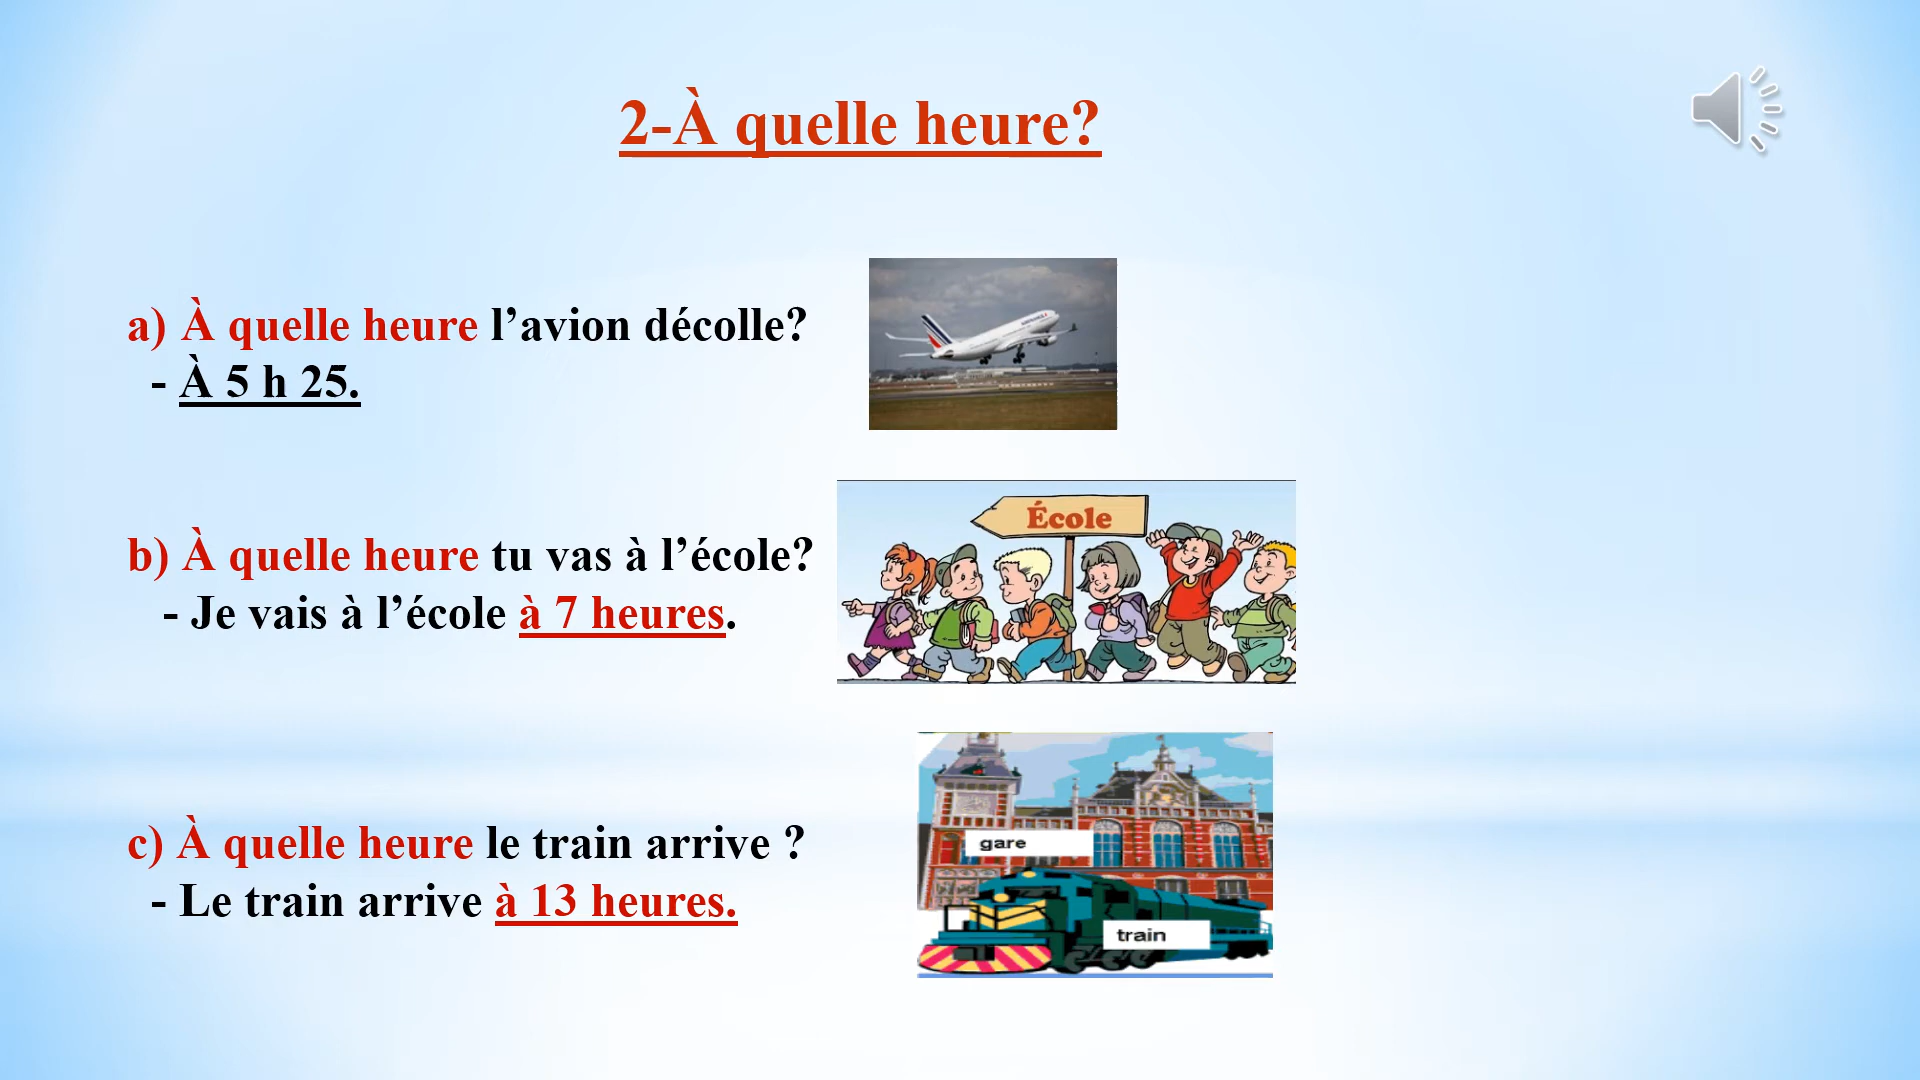 2-À quelle heure?
a) À quelle heure l’avion décolle?
- À 5 h 25.
b) À quelle heure tu vas à l’école?
- Je vais à l’école à 7 heures.
École
c) À quelle heure le train arrive ?
- Le train arrive à 13 heures.
gare
train